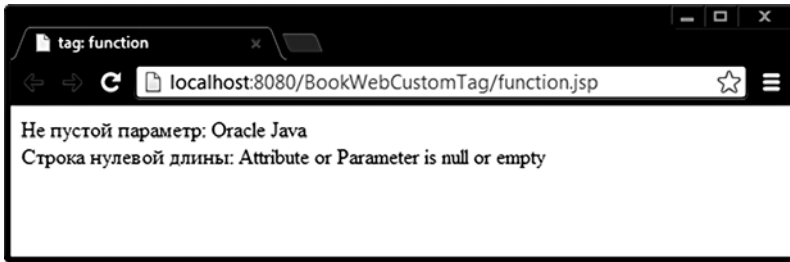 tag: function
localhost:8080/BookWebCustomTag/function.jsp
Не пустой параметр: Oracle Java
Строка нулевой длины: Attribute or Parameter is null or empty